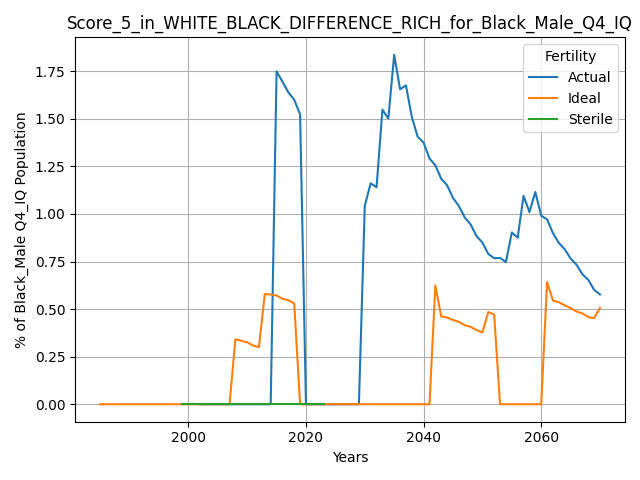 Score_5_in_WHITE_BLACK_DIFFERENCE_RICH_for_Black_Male_Q4_IQ
Fertility
Actual
Ideal
Sterile
% of Black_Male Q4_IQ Population
1.75
1.50
1.25
1.00
0.75
0.50
0.25
0.00
2000 2020 2040 2060
Years